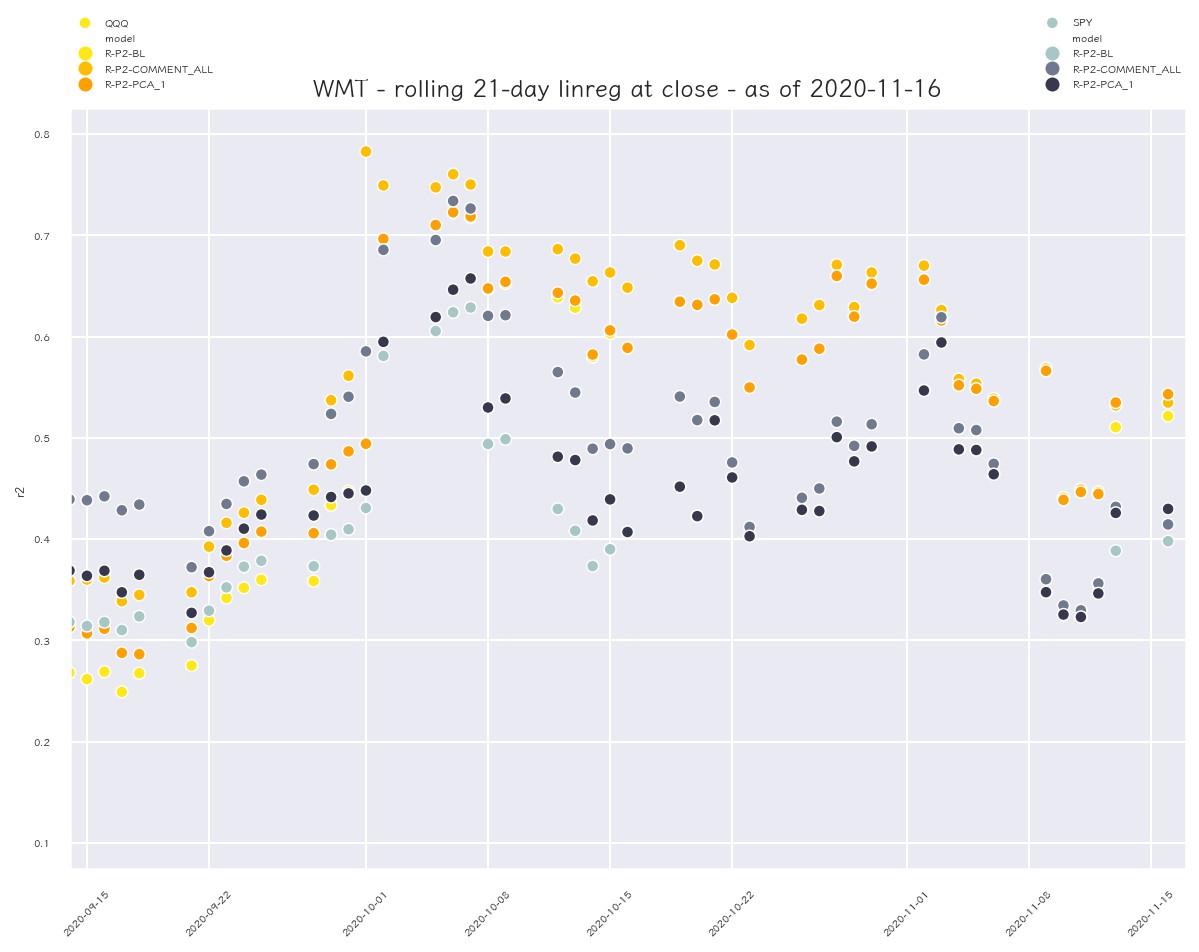 QQQ
model
R-P2-BL
R-P2-COMMENT_ALL
R-P2-PCA_1
SPY
model
R-P2-BL
R-P2-COMMENT_ALL
R-P2-PCA_1
WMT - rolling 21-day linreg at close - as of 2020-11-16
0.8
0.7
0.6
0.5
0.4
0.3
0.2
0.1
r2
2020-09-15
2020-09-22
2020-10-01
2020-10-08
2020-10-15
2020-10-22
2020-11-01
2020-11-08
2020-11-15